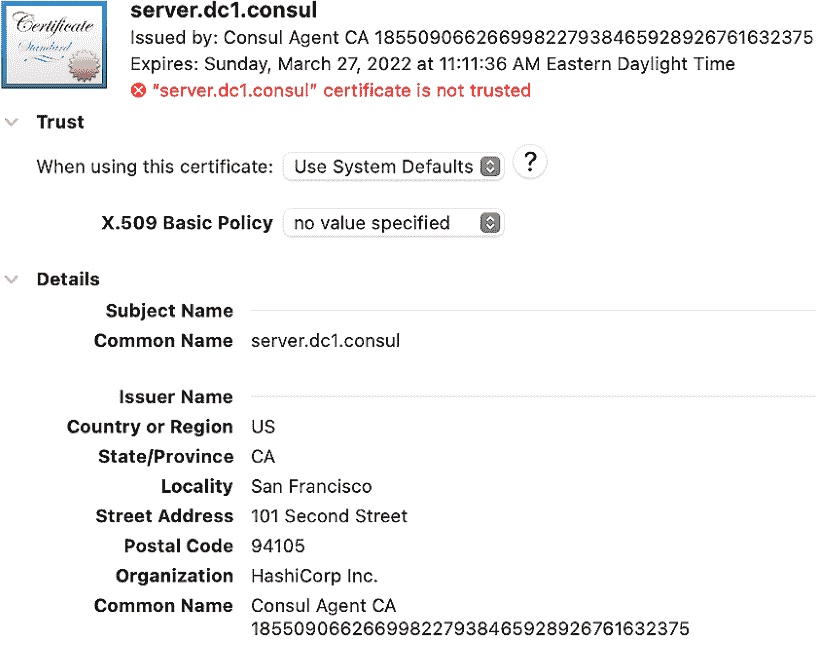 Certificate
Standard
server.dc1.consul
Issued by: Consul Agent CA 185509066266998227938465928926761632375
Expires: Sunday, March 27, 2022 at 11:11:36 AM Eastern Daylight Time
"server.dc1.consul" certificate is not trusted
Trust
When using this certificate: Use System Defaults ?
X.509 Basic Policy no value specified
Details
Subject Name
Common Name server.dc1.consul
Issuer Name
Country or Region US
State/Province CA
Locality San Francisco
Street Address 101 Second Street
Postal Code 94105
Organization HashiCorp Inc.
Common Name Consul Agent CA
185509066266998227938465928926761632375